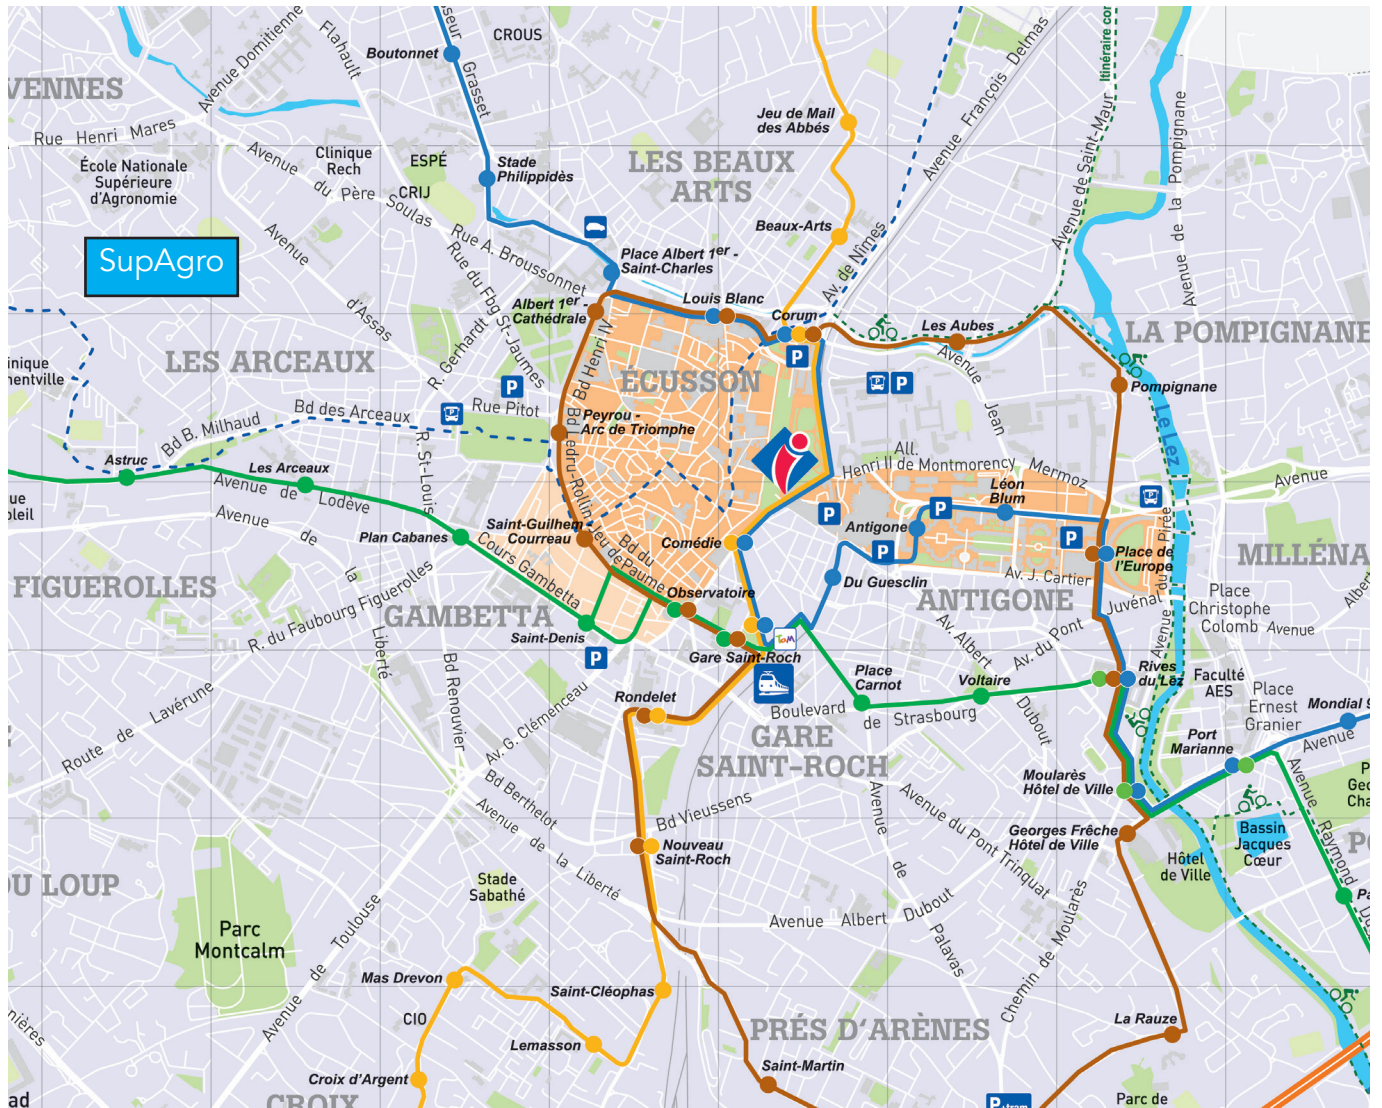 CROUS
Boutonnet
Grasset
Flahault
Avenue Domitienne
VENNES
Rue Henri Mares
École Nationale
Supérieure
d'Agronomie
Avenue du Père Soulas
Clinique
Rech
ESPÉ
CRIJ
Stade
Philippidès
Jeu de Mail
des Abbés
LES BEAUX
ARTS
Beaux-Arts
Avenue François Delmas
Avenue de Saint-Maur
Avenue de la Pompignane
SupAgro
Avenue d'Assas
Rue A. Broussonnet
Rue du Fbg St-Jaumes
Place Albert 1er -
Saint-Charles
Albert 1er -
Cathédrale
Louis Blanc
Corum
Av. de Nîmes
Les Aubes
LA POMPIGNANE
Pompignane
LES ARCEAUX
R. Gerhardt
Bd Henri IV
ÉCUSSON
P
P
P
P
Avenue Jean Mermoz
Le Lez
Bd B. Milhaud
Bd des Arceaux
Rue Pitot
P
Peyrou -
Arc de Triomphe
Bd Ledru-Rollin
All.
Henri II de Montmorency
Astruc
Les Arceaux
Avenue de Lodève
R. St-Louis
Léon
Blum
P
Avenue
Avenue de la Liberté
Plan Cabanes
Saint-Guilhem -
Courreau
Jeu de Paume
Bd du
Comédie
Antigone
P
P
P
P
Place de
l'Europe
MILLÉNA
FIGUEROLLES
R. du Faubourg Figuerolles
Cours Gambetta
GAMBETTA
Observatoire
Du Guesclin
ANTIGONE
Av. J. Cartier
Av. du Pont Juvénal
Avenue du Pirée
Place
Christophe
Colomb
Avenue
Albert
Saint-Denis
P
Gare Saint-Roch
TaM
Av. Albert Dubout
Place
Carnot
Voltaire
Rives
du Lez
Faculté
AES
Place
Ernest
Granier
Route de Lavérune
Bd Renouvier
Av. G. Clémenceau
Rondelet
Boulevard de Strasbourg
GARE
SAINT-ROCH
Port
Marianne
Avenue
Moularès
Hôtel de Ville
Bd Berthelot
Avenue de la Liberté
Bd Vieussens
Nouveau
Saint-Roch
Avenue de Palavas
Avenue du Pont Trinquat
Georges Frêche
Hôtel de Ville
Hôtel
de Ville
Bassin
Jacques
Cœur
Avenue Raymond
U LOUP
Stade
Sabathé
Parc
Montcalm
Avenue de Toulouse
Avenue Albert Dubout
Chemin de Moularès
Mas Drevon
CIO
Saint-Cléophas
Lemasson
PRÉS D'ARÈNES
La Rauze
Croix d'Argent
CROIX
Saint-Martin
P+tram
Parc de